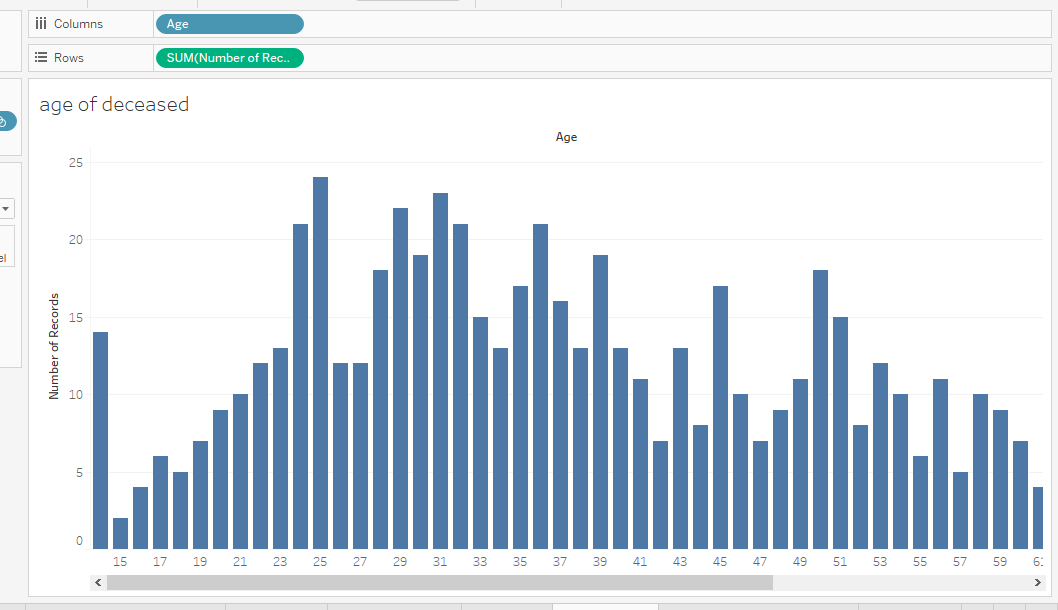 Columns
Age
Rows
SUM(Number of Rec..
age of deceased
Age
25
20
15
10
5
0
Number of Records
15 17 19 21 23 25 27 29 31 33 35 37 39 41 43 45 47 49 51 53 55 57 59 61
el